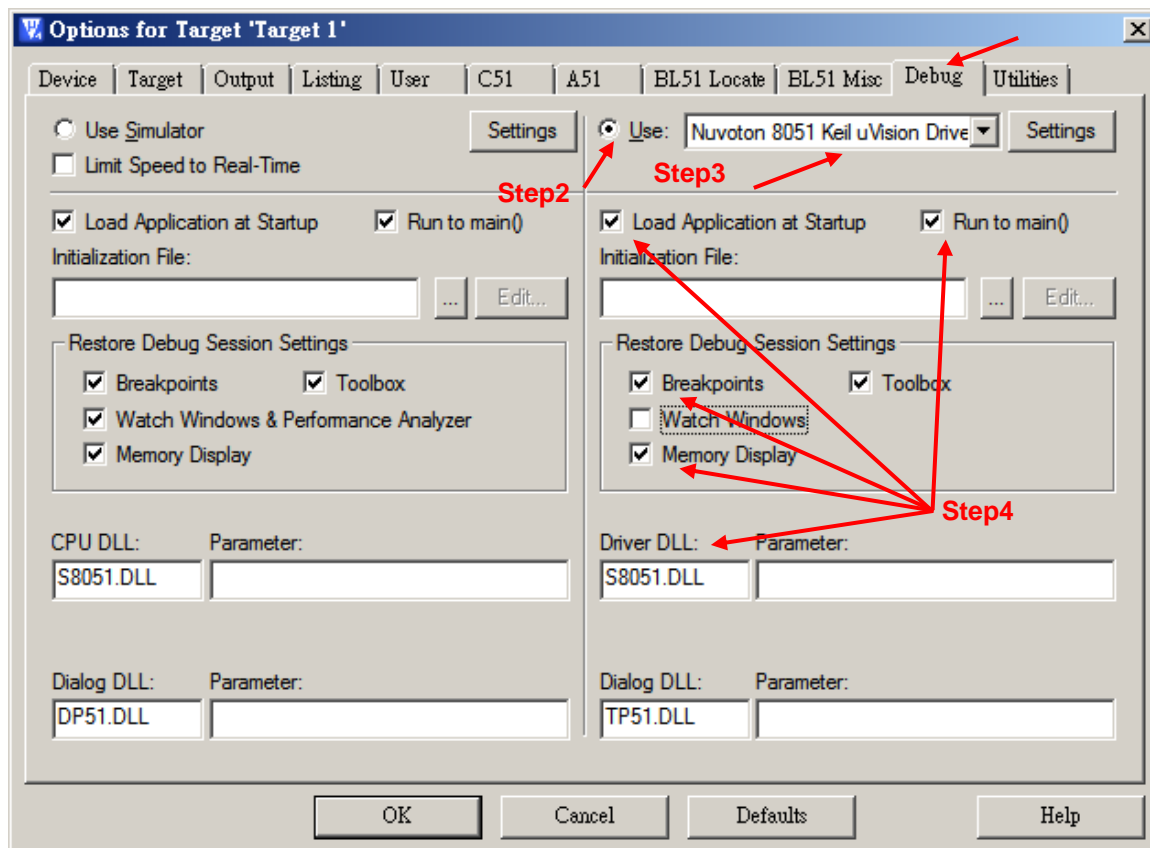 Options for Target 'Target 1'
Device Target Output Listing User C51 A51 BL51 Locate BL51 Misc Debug Utilities
Use Simulator Settings Use: Nuvoton 8051 Keil uVision Drive Settings
Limit Speed to Real-Time
Step2 Step3
Load Application at Startup Run to main() Load Application at Startup Run to main()
Initialization File: Initialization File:
... Edit... ... Edit...
Restore Debug Session Settings Restore Debug Session Settings
Breakpoints Toolbox Breakpoints Toolbox
Watch Windows & Performance Analyzer Watch Windows
Memory Display Memory Display
Step4
CPU DLL: Parameter: Driver DLL: Parameter:
S8051.DLL S8051.DLL
Dialog DLL: Parameter: Dialog DLL: Parameter:
DP51.DLL TP51.DLL
OK Cancel Defaults Help